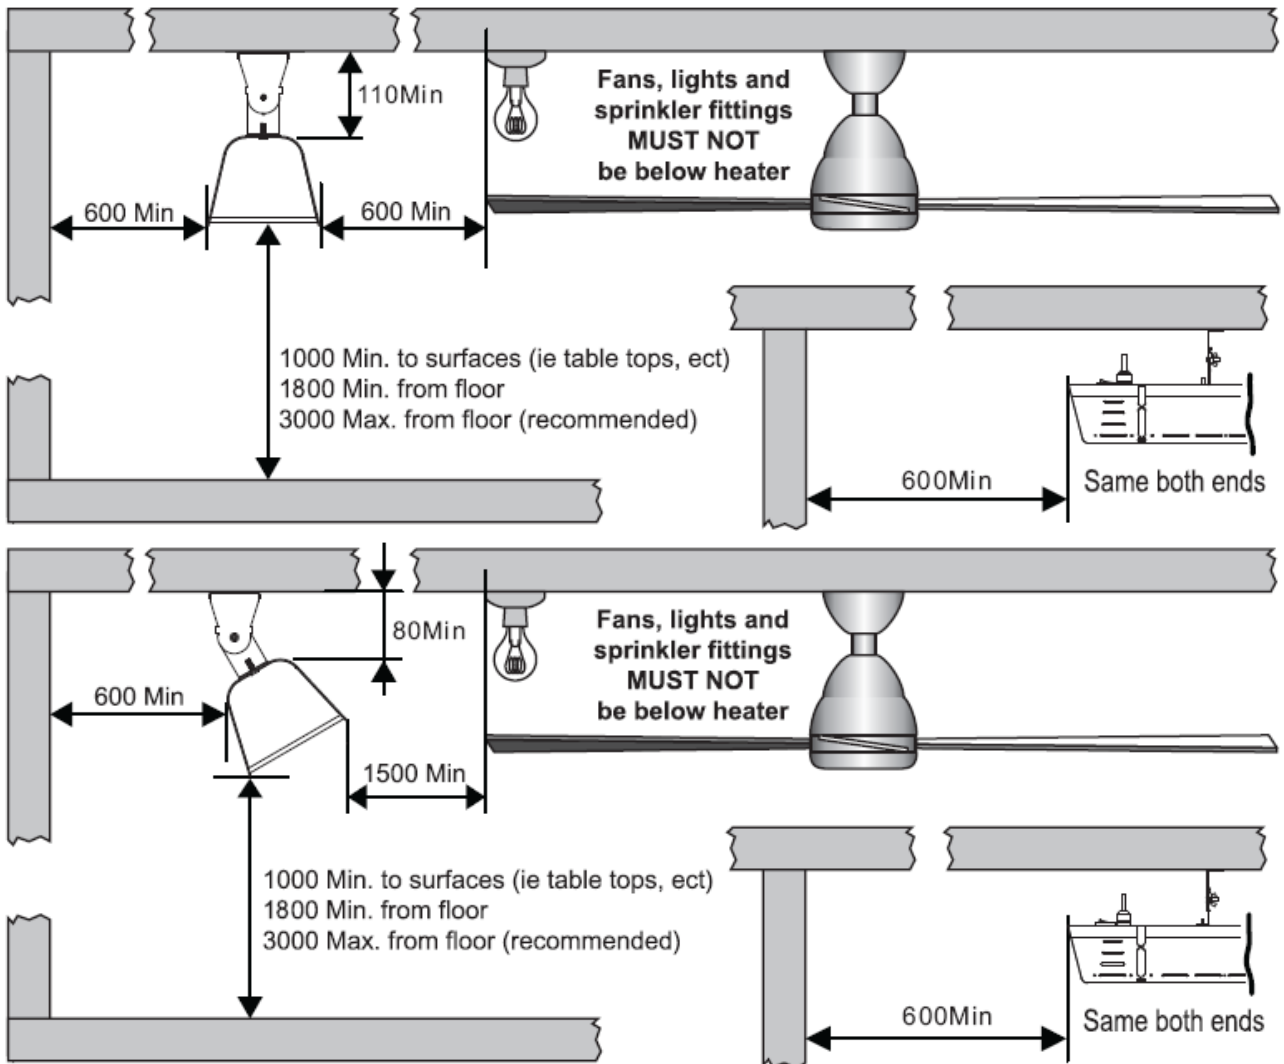 110Min
Fans, lights and
sprinkler fittings
MUST NOT
be below heater
600 Min
600 Min
1000 Min. to surfaces (ie table tops, ect)
1800 Min. from floor
3000 Max. from floor (recommended)
600Min
Same both ends
80Min
Fans, lights and
sprinkler fittings
MUST NOT
be below heater
600 Min
1500 Min
1000 Min. to surfaces (ie table tops, ect)
1800 Min. from floor
3000 Max. from floor (recommended)
600Min
Same both ends